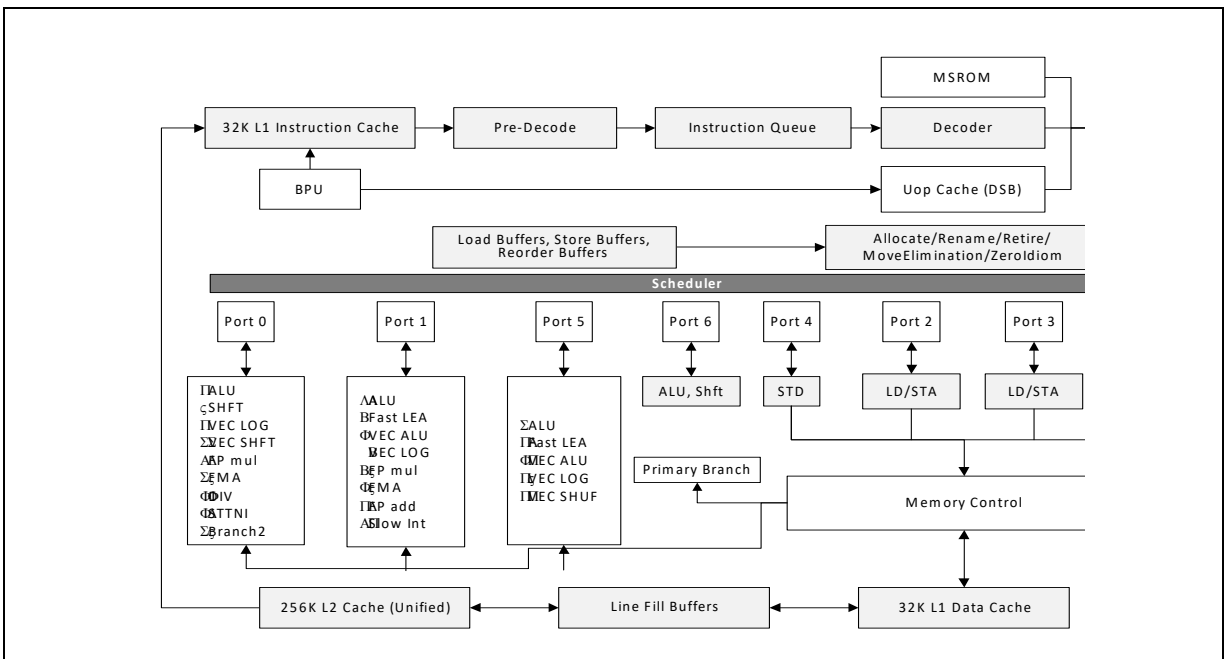 MSROM
32K L1 Instruction Cache
Pre-Decode
Instruction Queue
Decoder
BPU
Uop Cache (DSB)
Load Buffers, Store Buffers,
Reorder Buffers
Allocate/Rename/Retire/
MoveElimination/ZeroIdiom
Scheduler
Port 0
Port 1
Port 5
Port 6
Port 4
Port 2
Port 3
ALU
SHFT
VEC LOG
VEC SHFT
FP mul
FMA
DIV
STTNI
Branch2
ALU
Fast LEA
VEC ALU
VEC LOG
FP mul
FMA
FP add
Slow Int
ALU
Fast LEA
VEC ALU
VEC LOG
VEC SHUF
ALU, Shft
STD
LD/STA
LD/STA
Primary Branch
Memory Control
256K L2 Cache (Unified)
Line Fill Buffers
32K L1 Data Cache